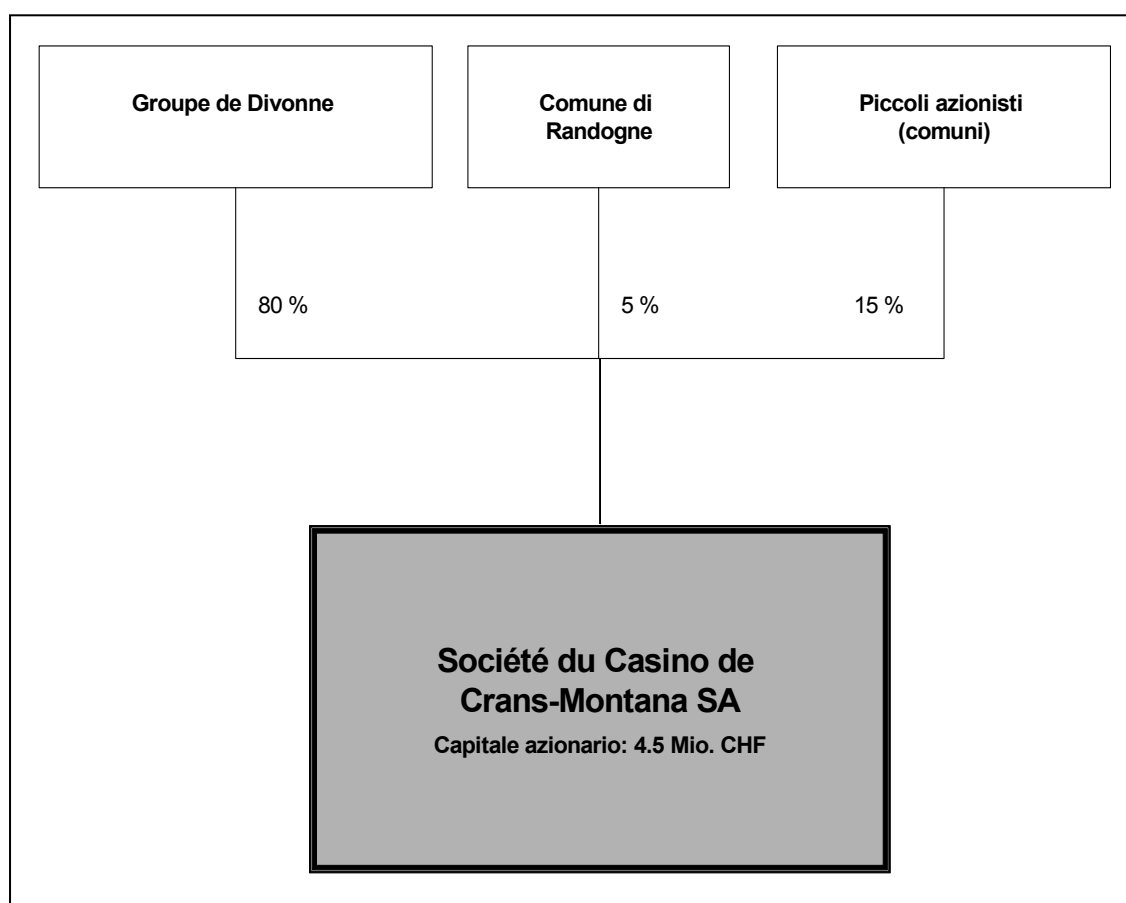 Groupe de Divonne
Comune di
Randogne
Piccoli azionisti
(comuni)
80 %
5 %
15 %
Société du Casino de
Crans-Montana SA
Capitale azionario: 4.5 Mio. CHF